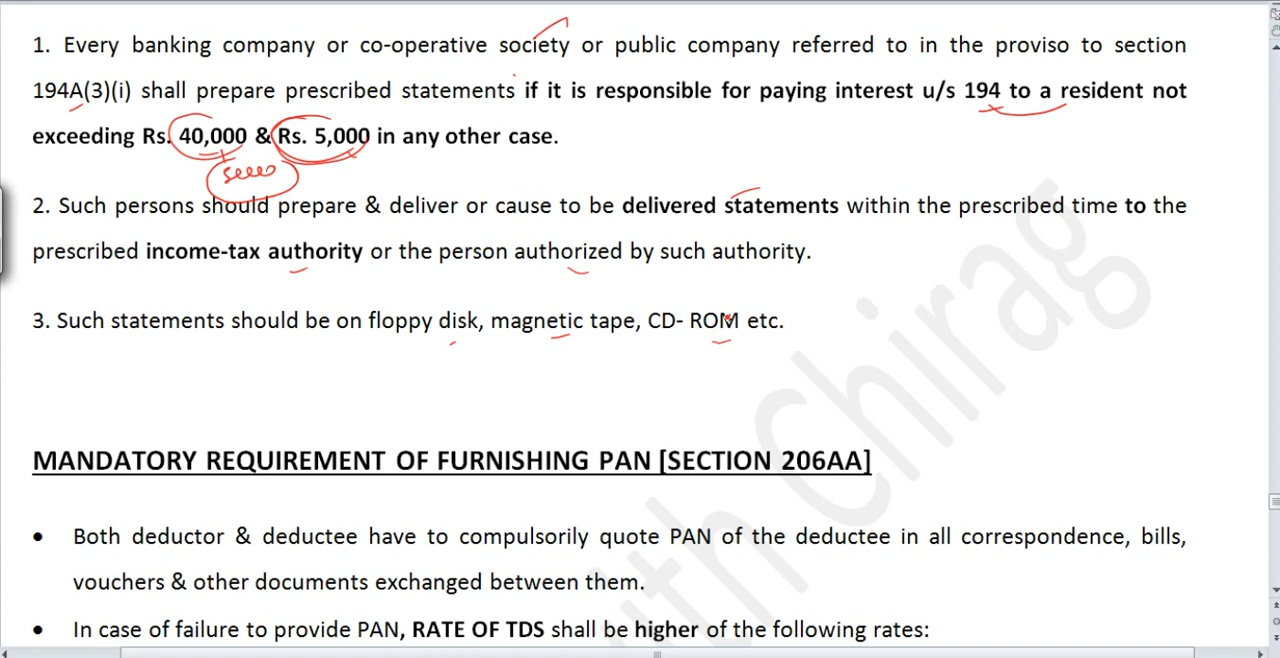 1. Every banking company or co-operative society or public company referred to in the proviso to section
194A(3)(i) shall prepare prescribed statements if it is responsible for paying interest u/s 194 to a resident not
exceeding Rs. 40,000 & Rs. 5,000 in any other case.
2. Such persons should prepare & deliver or cause to be delivered statements within the prescribed time to the
prescribed income-tax authority or the person authorized by such authority.
3. Such statements should be on floppy disk, magnetic tape, CD- ROM etc.
MANDATORY REQUIREMENT OF FURNISHING PAN [SECTION 206AA]
• Both deductor & deductee have to compulsorily quote PAN of the deductee in all correspondence, bills,
vouchers & other documents exchanged between them.
• In case of failure to provide PAN, RATE OF TDS shall be higher of the following rates:
ith Chirag